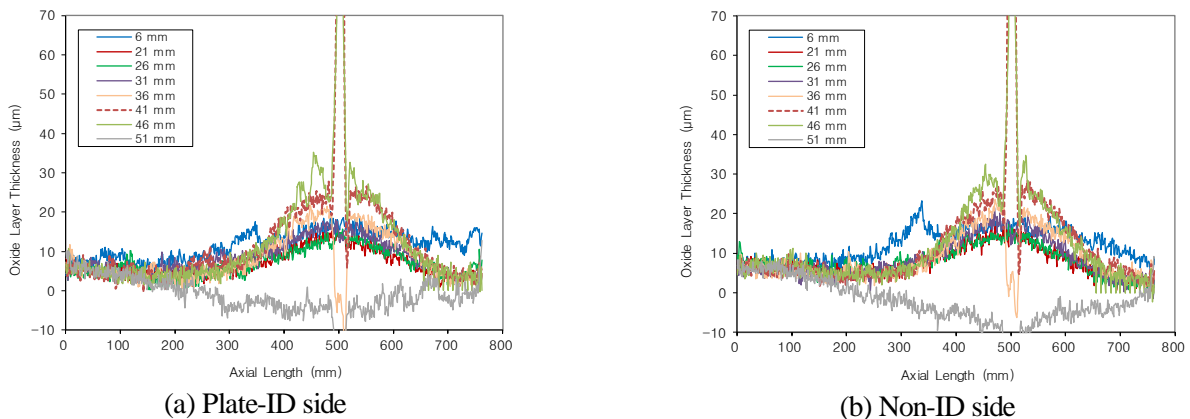 70
60
50
40
30
20
10
0
−10
Oxide Layer Thickness (μm)
6 mm
21 mm
26 mm
31 mm
36 mm
41 mm
46 mm
51 mm
0 100 200 300 400 500 600 700 800
Axial Length (mm)
(a) Plate-ID side
70
60
50
40
30
20
10
0
−10
Oxide Layer Thickness (μm)
6 mm
21 mm
26 mm
31 mm
36 mm
41 mm
46 mm
51 mm
0 100 200 300 400 500 600 700 800
Axial Length (mm)
(b) Non-ID side